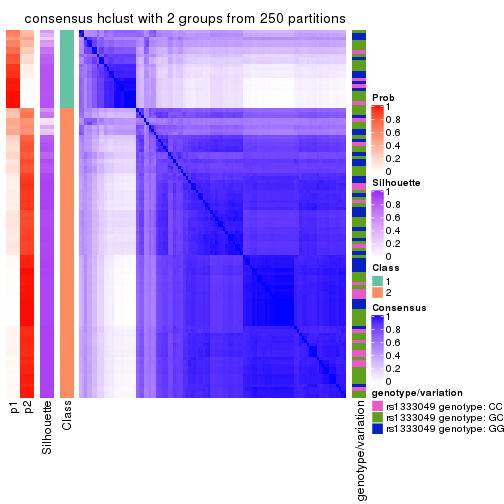 consensus hclust with 2 groups from 250 partitions
Prob
1
0.8
0.6
0.4
0.2
0
Silhouette
1
0.8
0.6
0.4
0.2
0
Class
1
2
Consensus
1
0.8
0.6
0.4
0.2
0
genotype/variation
rs1333049 genotype: CC
rs1333049 genotype: GC
rs1333049 genotype: GG
p1
p2
Silhouette
Class
genotype/variation